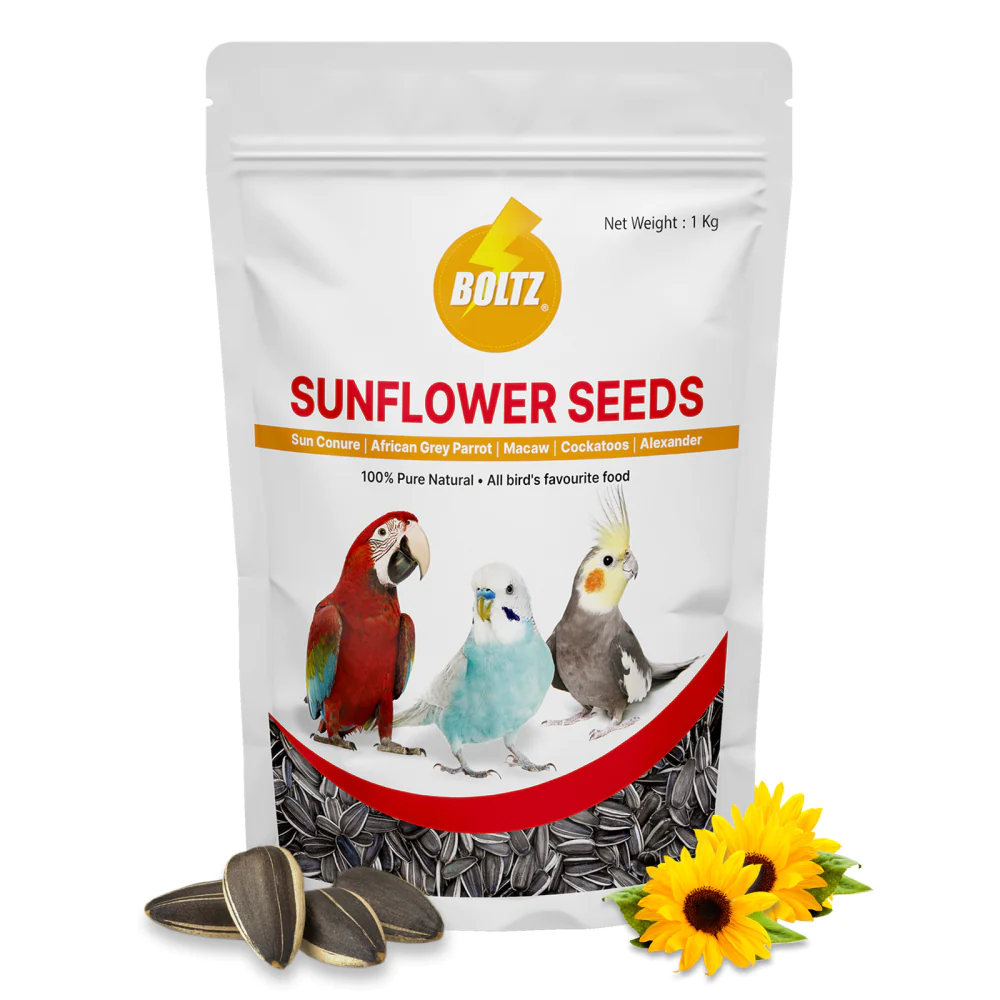 Net Weight : 1 Kg
BOLTZ®
SUNFLOWER SEEDS
Sun Conure | African Grey Parrot | Macaw | Cockatoos | Alexander
100% Pure Natural • All bird's favourite food